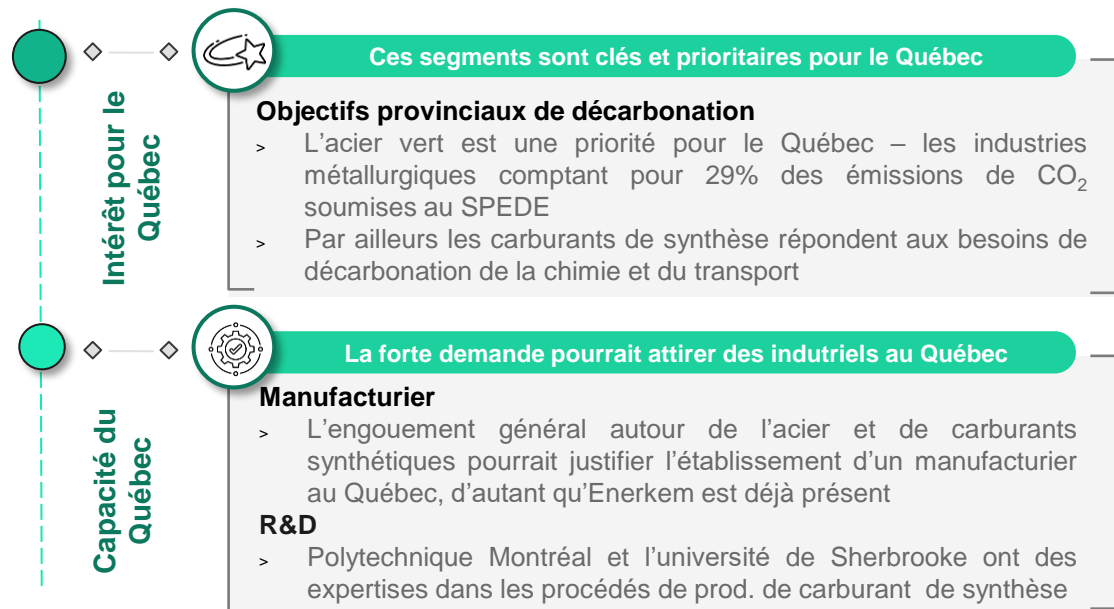 Intérêt pour le
Québec
Ces segments sont clés et prioritaires pour le Québec
Objectifs provinciaux de décarbonation
> L’acier vert est une priorité pour le Québec – les industries
métallurgiques comptant pour 29% des émissions de CO₂
soumises au SPEDE
> Par ailleurs les carburants de synthèse répondent aux besoins de
décarbonation de la chimie et du transport
Capacité du
Québec
La forte demande pourrait attirer des indutriels au Québec
Manufacturier
> L’engouement général autour de l’acier et de carburants
synthétiques pourrait justifier l’établissement d’un manufacturier
au Québec, d’autant qu’Enerkem est déjà présent
R&D
> Polytechnique Montréal et l’université de Sherbrooke ont des
expertises dans les procédés de prod. de carburant de synthèse